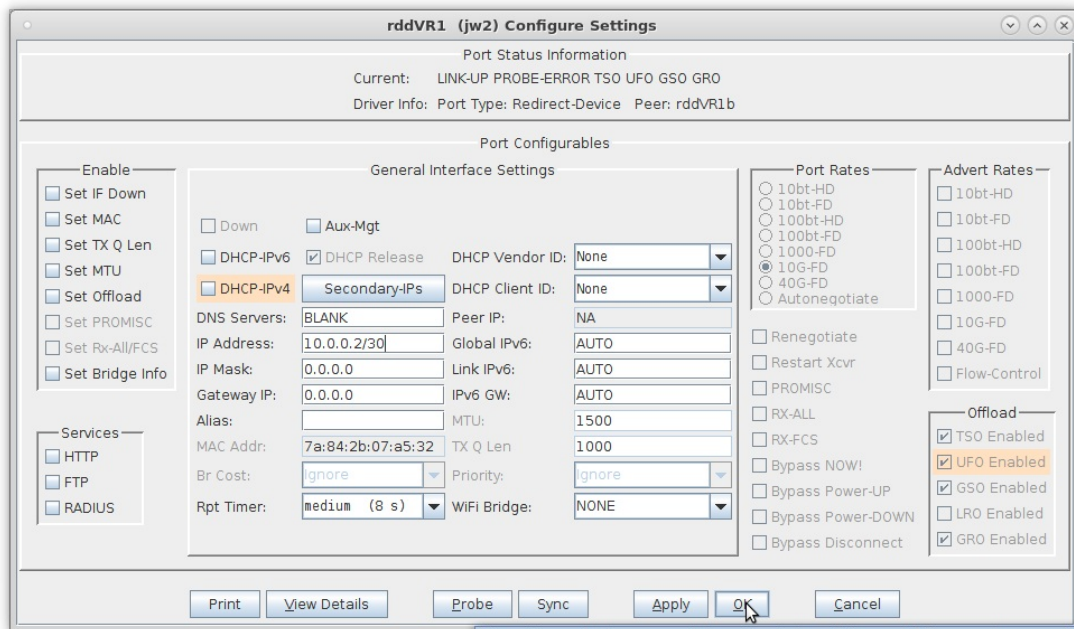 rddVR1 (jw2) Configure Settings
Port Status Information
Current: LINK-UP PROBE-ERROR TSO UFO GSO GRO
Driver Info: Port Type: Redirect-Device Peer: rddVR1b
Port Configurables
Enable
Set IF Down
Set MAC
Set TX Q Len
Set MTU
Set Offload
Set PROMISC
Set Rx-All/FCS
Set Bridge Info
Services
HTTP
FTP
RADIUS
General Interface Settings
Down Aux-Mgt
DHCP-IPv6 DHCP Release DHCP Vendor ID: None
DHCP-IPv4 Secondary-IPs DHCP Client ID: None
DNS Servers: BLANK Peer IP: NA
IP Address: 10.0.0.2/30 Global IPv6: AUTO
IP Mask: 0.0.0.0 Link IPv6: AUTO
Gateway IP: 0.0.0.0 IPv6 GW: AUTO
Alias: MTU: 1500
MAC Addr: 7a:84:2b:07:a5:32 TX Q Len 1000
Br Cost: Ignore Priority: Ignore
Rpt Timer: medium (8 s) WiFi Bridge: NONE
Port Rates
10bt-HD
10bt-FD
100bt-HD
100bt-FD
1000-FD
10G-FD
40G-FD
Autonegotiate
Renegotiate
Restart Xcvr
PROMISC
RX-ALL
RX-FCS
Bypass NOW!
Bypass Power-UP
Bypass Power-DOWN
Bypass Disconnect
Advert Rates
10bt-HD
10bt-FD
100bt-HD
100bt-FD
1000-FD
10G-FD
40G-FD
Flow-Control
Offload
TSO Enabled
UFO Enabled
GSO Enabled
LRO Enabled
GRO Enabled
Print View Details Probe Sync Apply OK Cancel